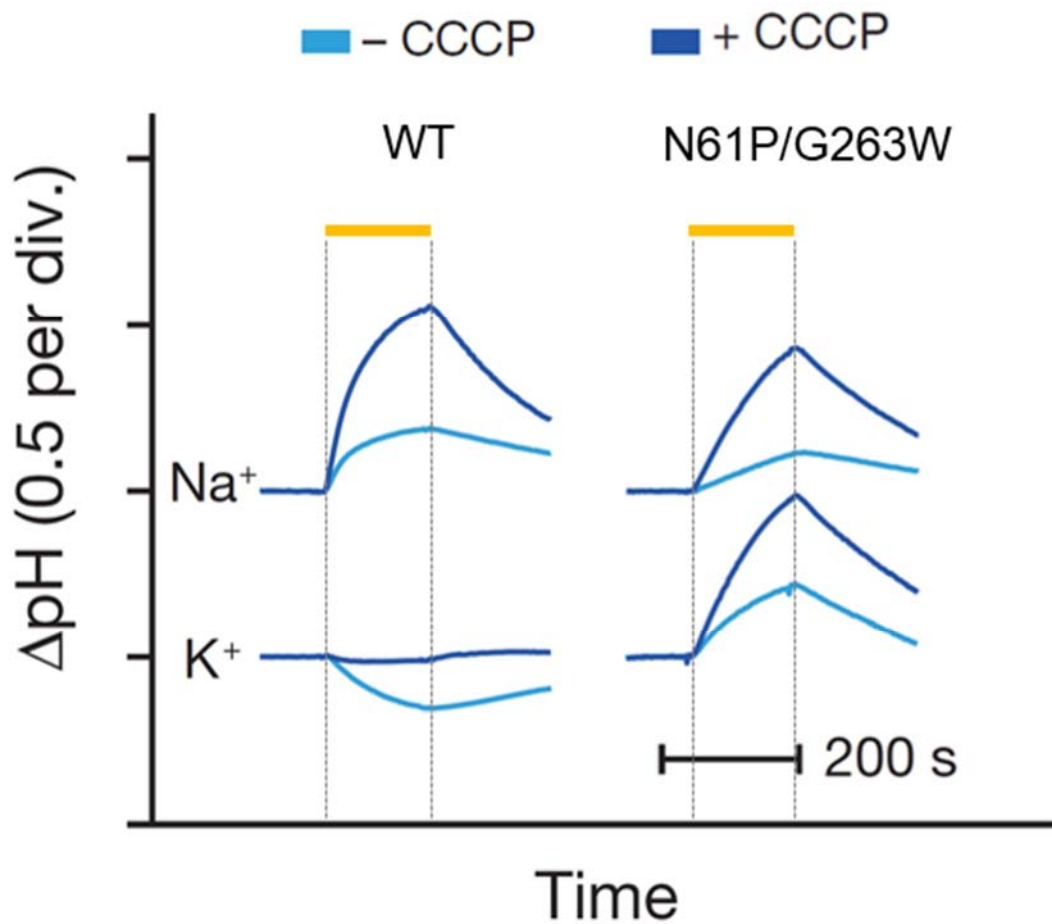 – CCCP
+ CCCP
WT
N61P/G263W
ΔpH (0.5 per div.)
Na⁺
K⁺
200 s
Time